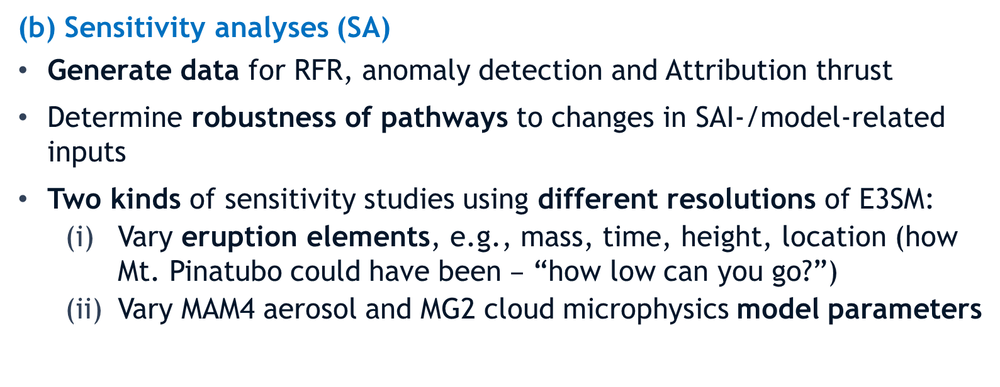 (b) Sensitivity analyses (SA)
• Generate data for RFR, anomaly detection and Attribution thrust
• Determine robustness of pathways to changes in SAI-/model-related
inputs
• Two kinds of sensitivity studies using different resolutions of E3SM:
(i) Vary eruption elements, e.g., mass, time, height, location (how
Mt. Pinatubo could have been – “how low can you go?”)
(ii) Vary MAM4 aerosol and MG2 cloud microphysics model parameters